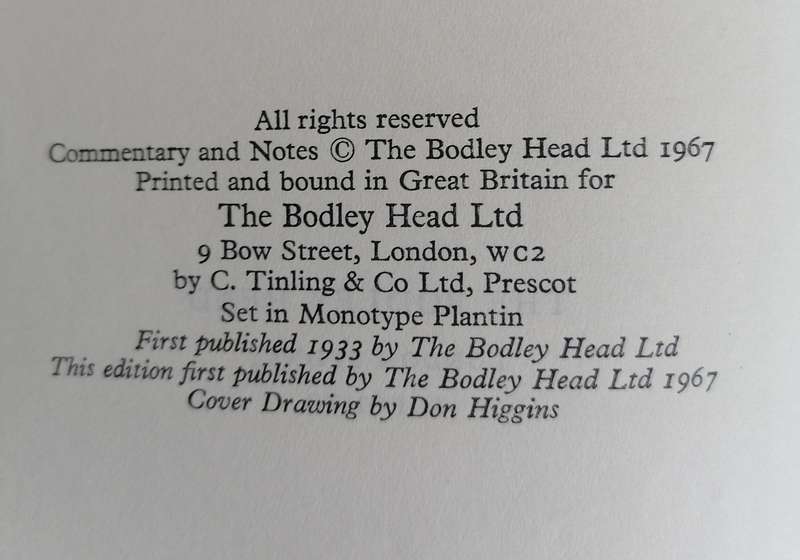 All rights reserved
Commentary and Notes © The Bodley Head Ltd 1967
Printed and bound in Great Britain for
The Bodley Head Ltd
9 Bow Street, London, WC2
by C. Tinling & Co Ltd, Prescot
Set in Monotype Plantin
First published 1933 by The Bodley Head Ltd
This edition first published by The Bodley Head Ltd 1967
Cover Drawing by Don Higgins